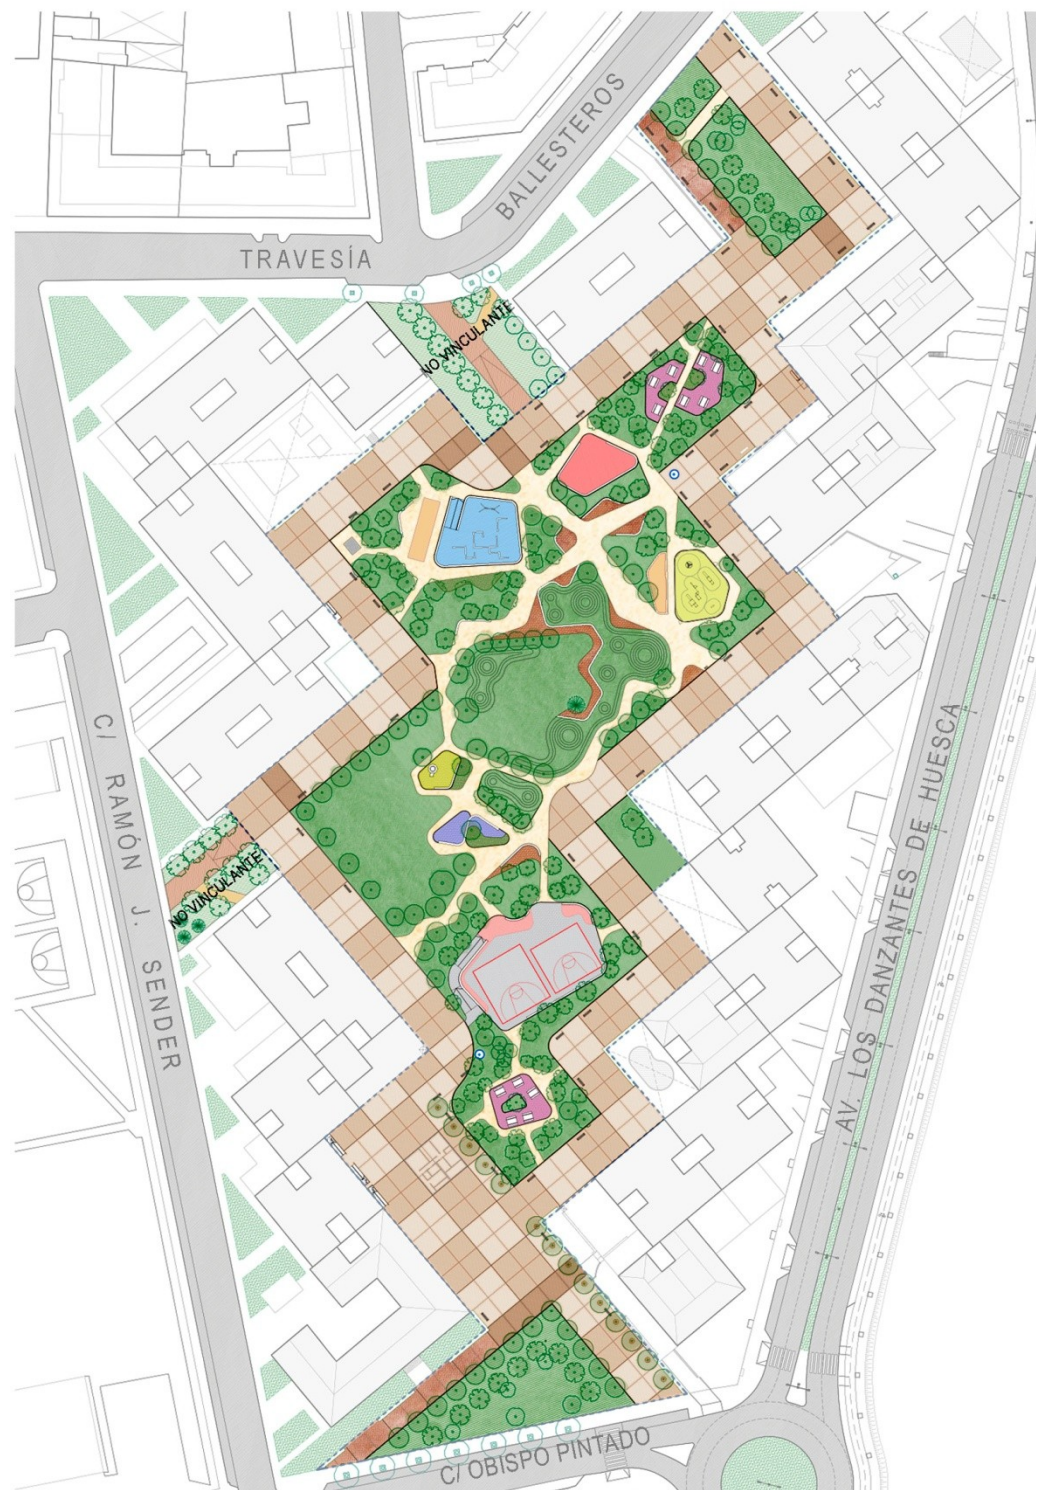 BALLESTEROS
TRAVESÍA
NO VINCULANTE
C/ RAMÓN J. SENDER
NO VINCULANTE
AV. LOS DANZANTES DE HUESCA
C/ OBISPO PINTADO